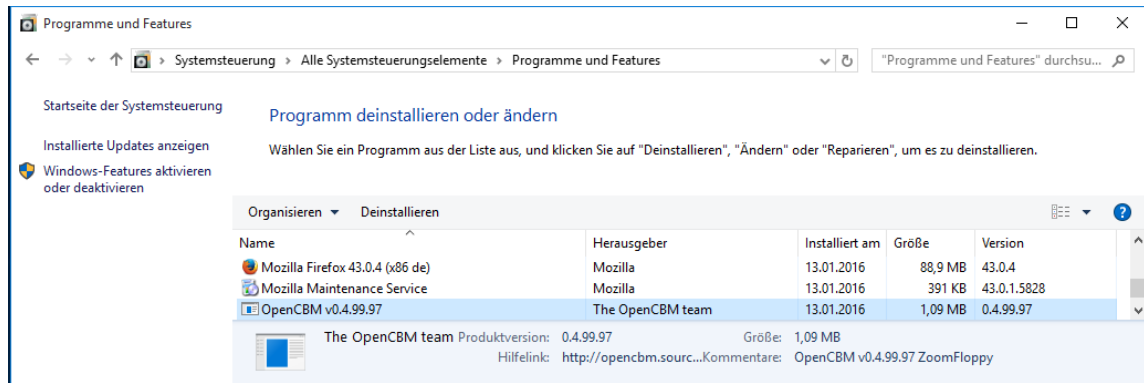 Programme und Features
Systemsteuerung › Alle Systemsteuerungselemente › Programme und Features
"Programme und Features" durchsu...
Startseite der Systemsteuerung
Installierte Updates anzeigen
Windows-Features aktivieren
oder deaktivieren
Programm deinstallieren oder ändern
Wählen Sie ein Programm aus der Liste aus, und klicken Sie auf "Deinstallieren", "Ändern" oder "Reparieren", um es zu deinstallieren.
Organisieren Deinstallieren
Name Herausgeber Installiert am Größe Version
Mozilla Firefox 43.0.4 (x86 de) Mozilla 13.01.2016 88,9 MB 43.0.4
Mozilla Maintenance Service Mozilla 13.01.2016 391 KB 43.0.1.5828
OpenCBM v0.4.99.97 The OpenCBM team 13.01.2016 1,09 MB 0.4.99.97
The OpenCBM team Produktversion: 0.4.99.97 Größe: 1,09 MB
Hilfelink: http://opencbm.sourc... Kommentare: OpenCBM v0.4.99.97 ZoomFloppy